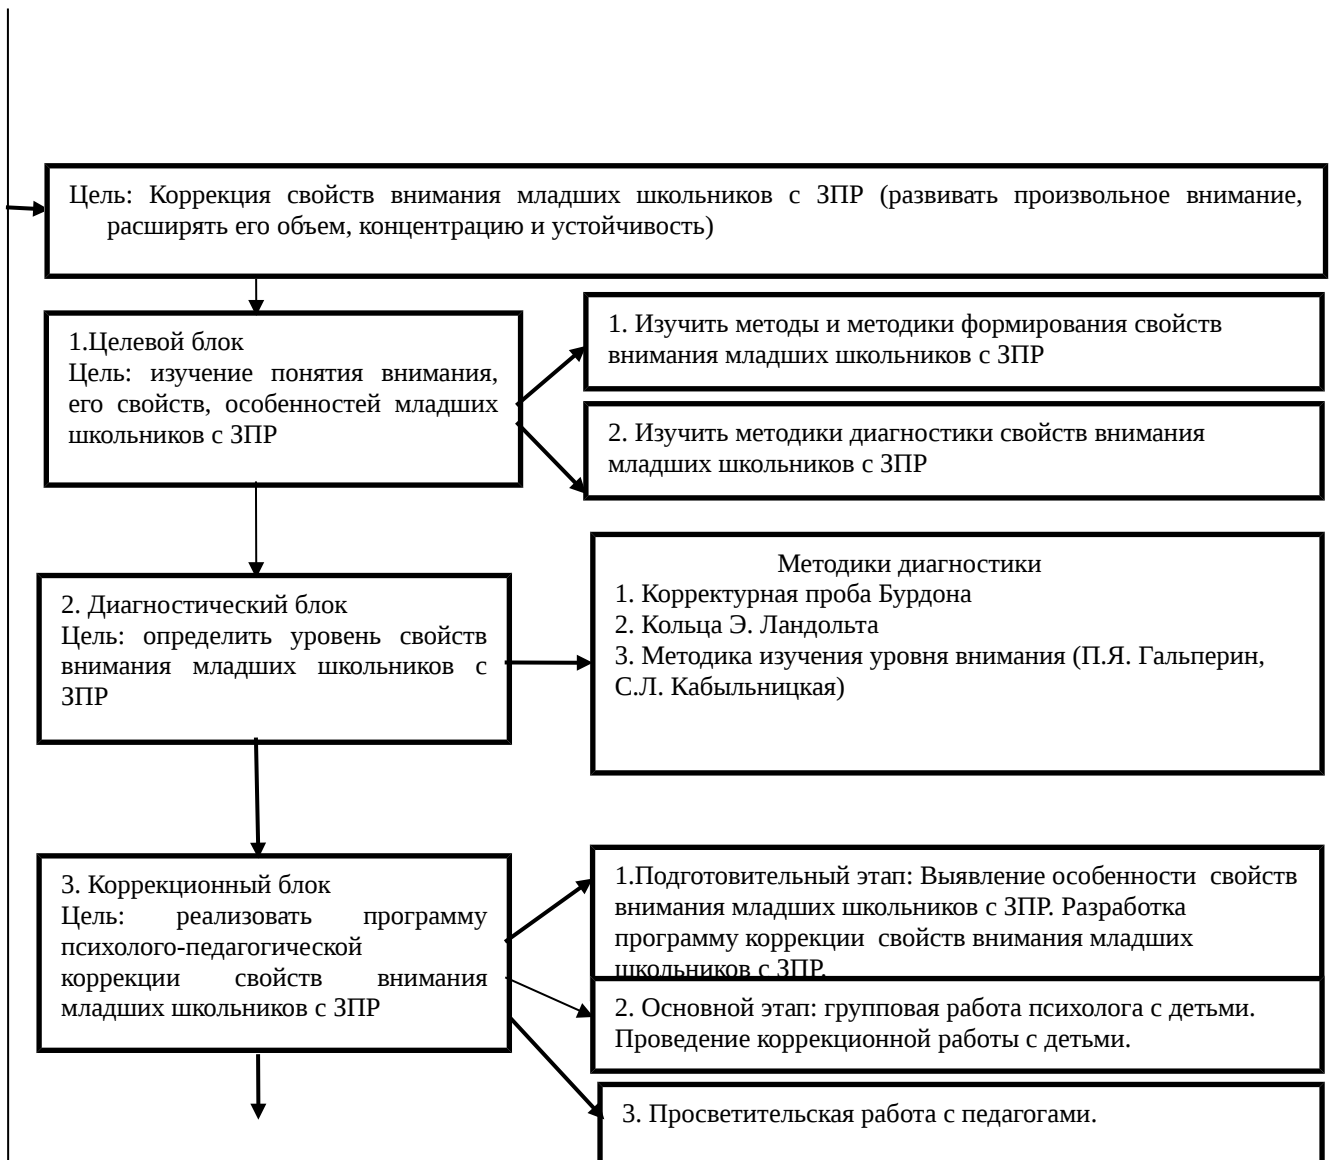 Цель: Коррекция свойств внимания младших школьников с ЗПР (развивать произвольное внимание,
расширять его объем, концентрацию и устойчивость)
1.Целевой блок
Цель: изучение понятия внимания,
его свойств, особенностей младших
школьников с ЗПР
1. Изучить методы и методики формирования свойств
внимания младших школьников с ЗПР
2. Изучить методики диагностики свойств внимания
младших школьников с ЗПР
2. Диагностический блок
Цель: определить уровень свойств
внимания младших школьников с
ЗПР
Методики диагностики
1. Корректурная проба Бурдона
2. Кольца Э. Ландольта
3. Методика изучения уровня внимания (П.Я. Гальперин,
С.Л. Кабыльницкая)
3. Коррекционный блок
Цель: реализовать программу
психолого-педагогической
коррекции свойств внимания
младших школьников с ЗПР
1.Подготовительный этап: Выявление особенности свойств
внимания младших школьников с ЗПР. Разработка
программу коррекции свойств внимания младших
школьников с ЗПР.
2. Основной этап: групповая работа психолога с детьми.
Проведение коррекционной работы с детьми.
3. Просветительская работа с педагогами.